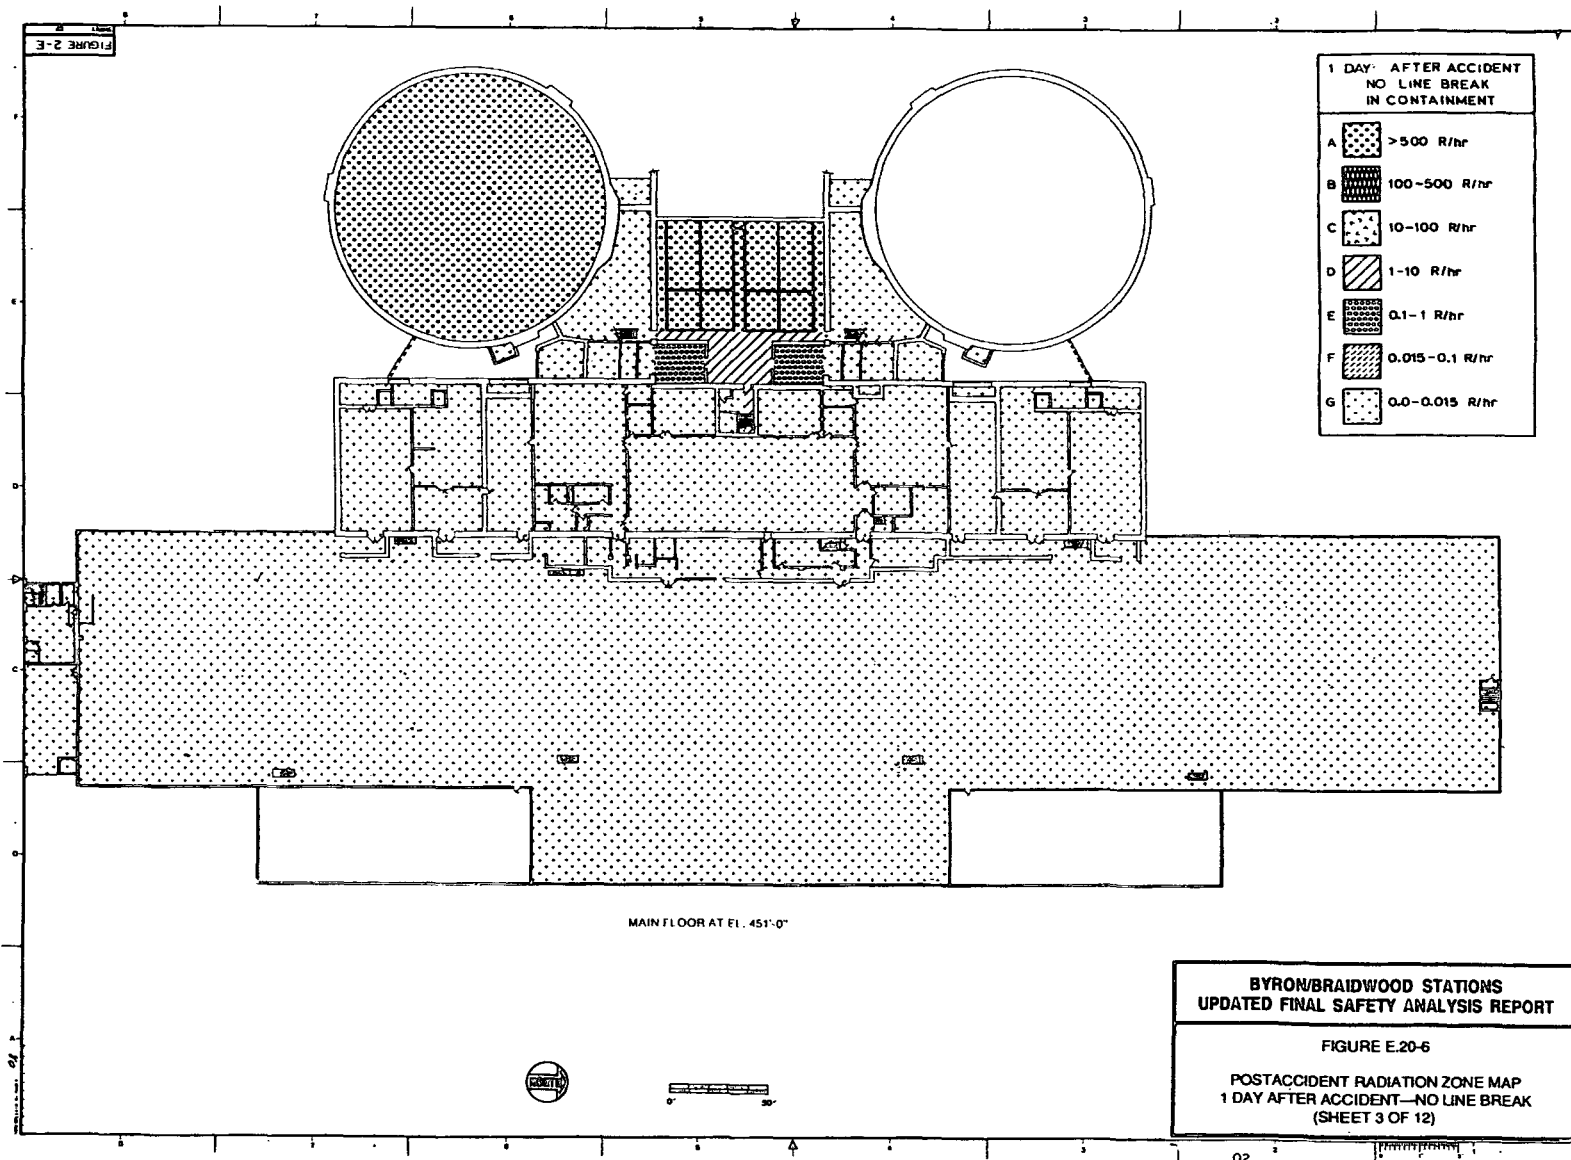 FIGURE 2-E
1 DAY AFTER ACCIDENT
NO LINE BREAK
IN CONTAINMENT
A >500 R/hr
B 100-500 R/hr
C 10-100 R/hr
D 1-10 R/hr
E 0.1-1 R/hr
F 0.015-0.1 R/hr
G 0.0-0.015 R/hr
MAIN FLOOR AT EL. 451'-0"
NORTH
0' 50'
BYRON/BRAIDWOOD STATIONS
UPDATED FINAL SAFETY ANALYSIS REPORT
FIGURE E.20-6
POSTACCIDENT RADIATION ZONE MAP
1 DAY AFTER ACCIDENT—NO LINE BREAK
(SHEET 3 OF 12)